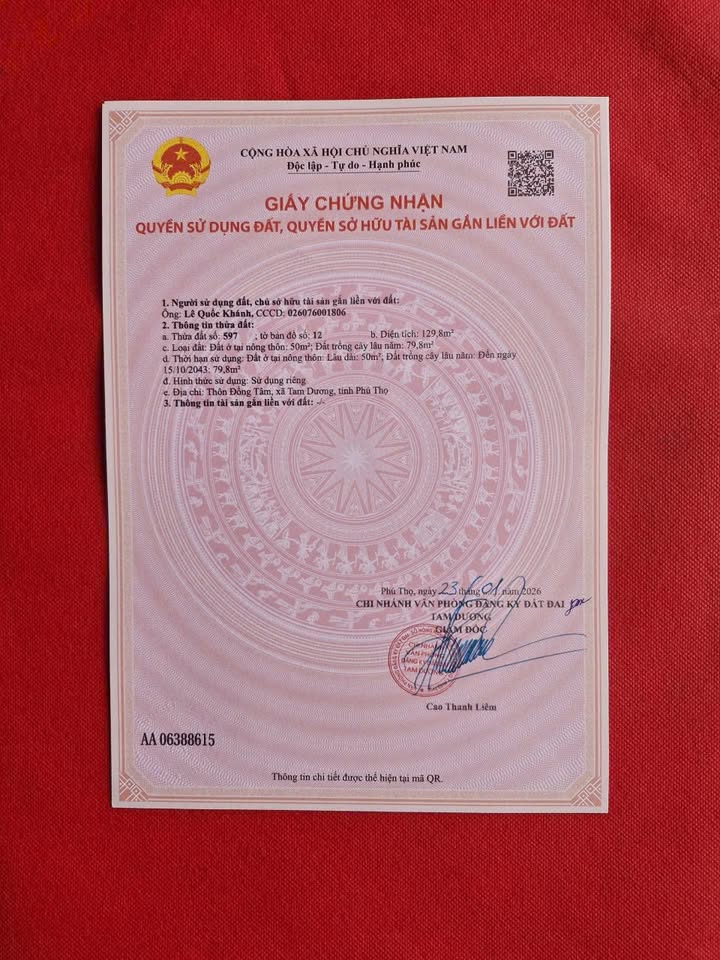 CỘNG HÒA XÃ HỘI CHỦ NGHĨA VIỆT NAM
Độc lập - Tự do - Hạnh phúc
GIẤY CHỨNG NHẬN
QUYỀN SỬ DỤNG ĐẤT, QUYỀN SỞ HỮU TÀI SẢN GẮN LIỀN VỚI ĐẤT
1. Người sử dụng đất, chủ sở hữu tài sản gắn liền với đất:
Ông: Lê Quốc Khánh, CCCD: 026076001806
2. Thông tin thửa đất:
a. Thửa đất số: 597 ; tờ bản đồ số: 12 b. Diện tích: 129,8m²
c. Loại đất: Đất ở tại nông thôn: 50m²; Đất trồng cây lâu năm: 79,8m²
d. Thời hạn sử dụng: Đất ở tại nông thôn: Lâu dài: 50m²; Đất trồng cây lâu năm: Đến ngày
15/10/2043: 79,8m²
đ. Hình thức sử dụng: Sử dụng riêng
e. Địa chỉ: Thôn Đồng Tâm, xã Tam Dương, tỉnh Phú Thọ
3. Thông tin tài sản gắn liền với đất: -/-
Phú Thọ, ngày 23 tháng 01 năm 2026
CHI NHÁNH VĂN PHÒNG ĐĂNG KÝ ĐẤT ĐAI
TAM DƯƠNG
GIÁM ĐỐC
CHI NHÁNH
VĂN PHÒNG
ĐĂNG KÝ
TAM DƯƠNG
Cao Thanh Liêm
AA 06388615
Thông tin chi tiết được thể hiện tại mã QR.